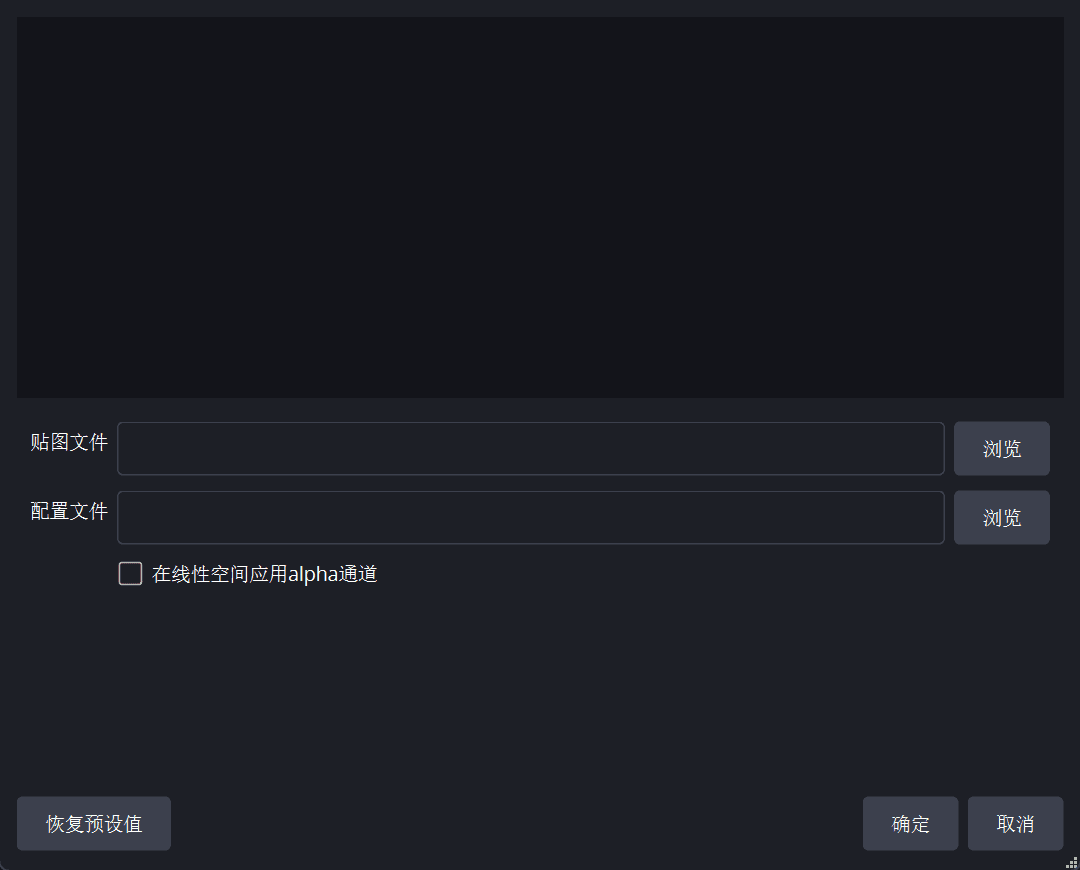 贴图文件
浏览
配置文件
浏览
在线性空间应用alpha通道
恢复预设值
确定
取消